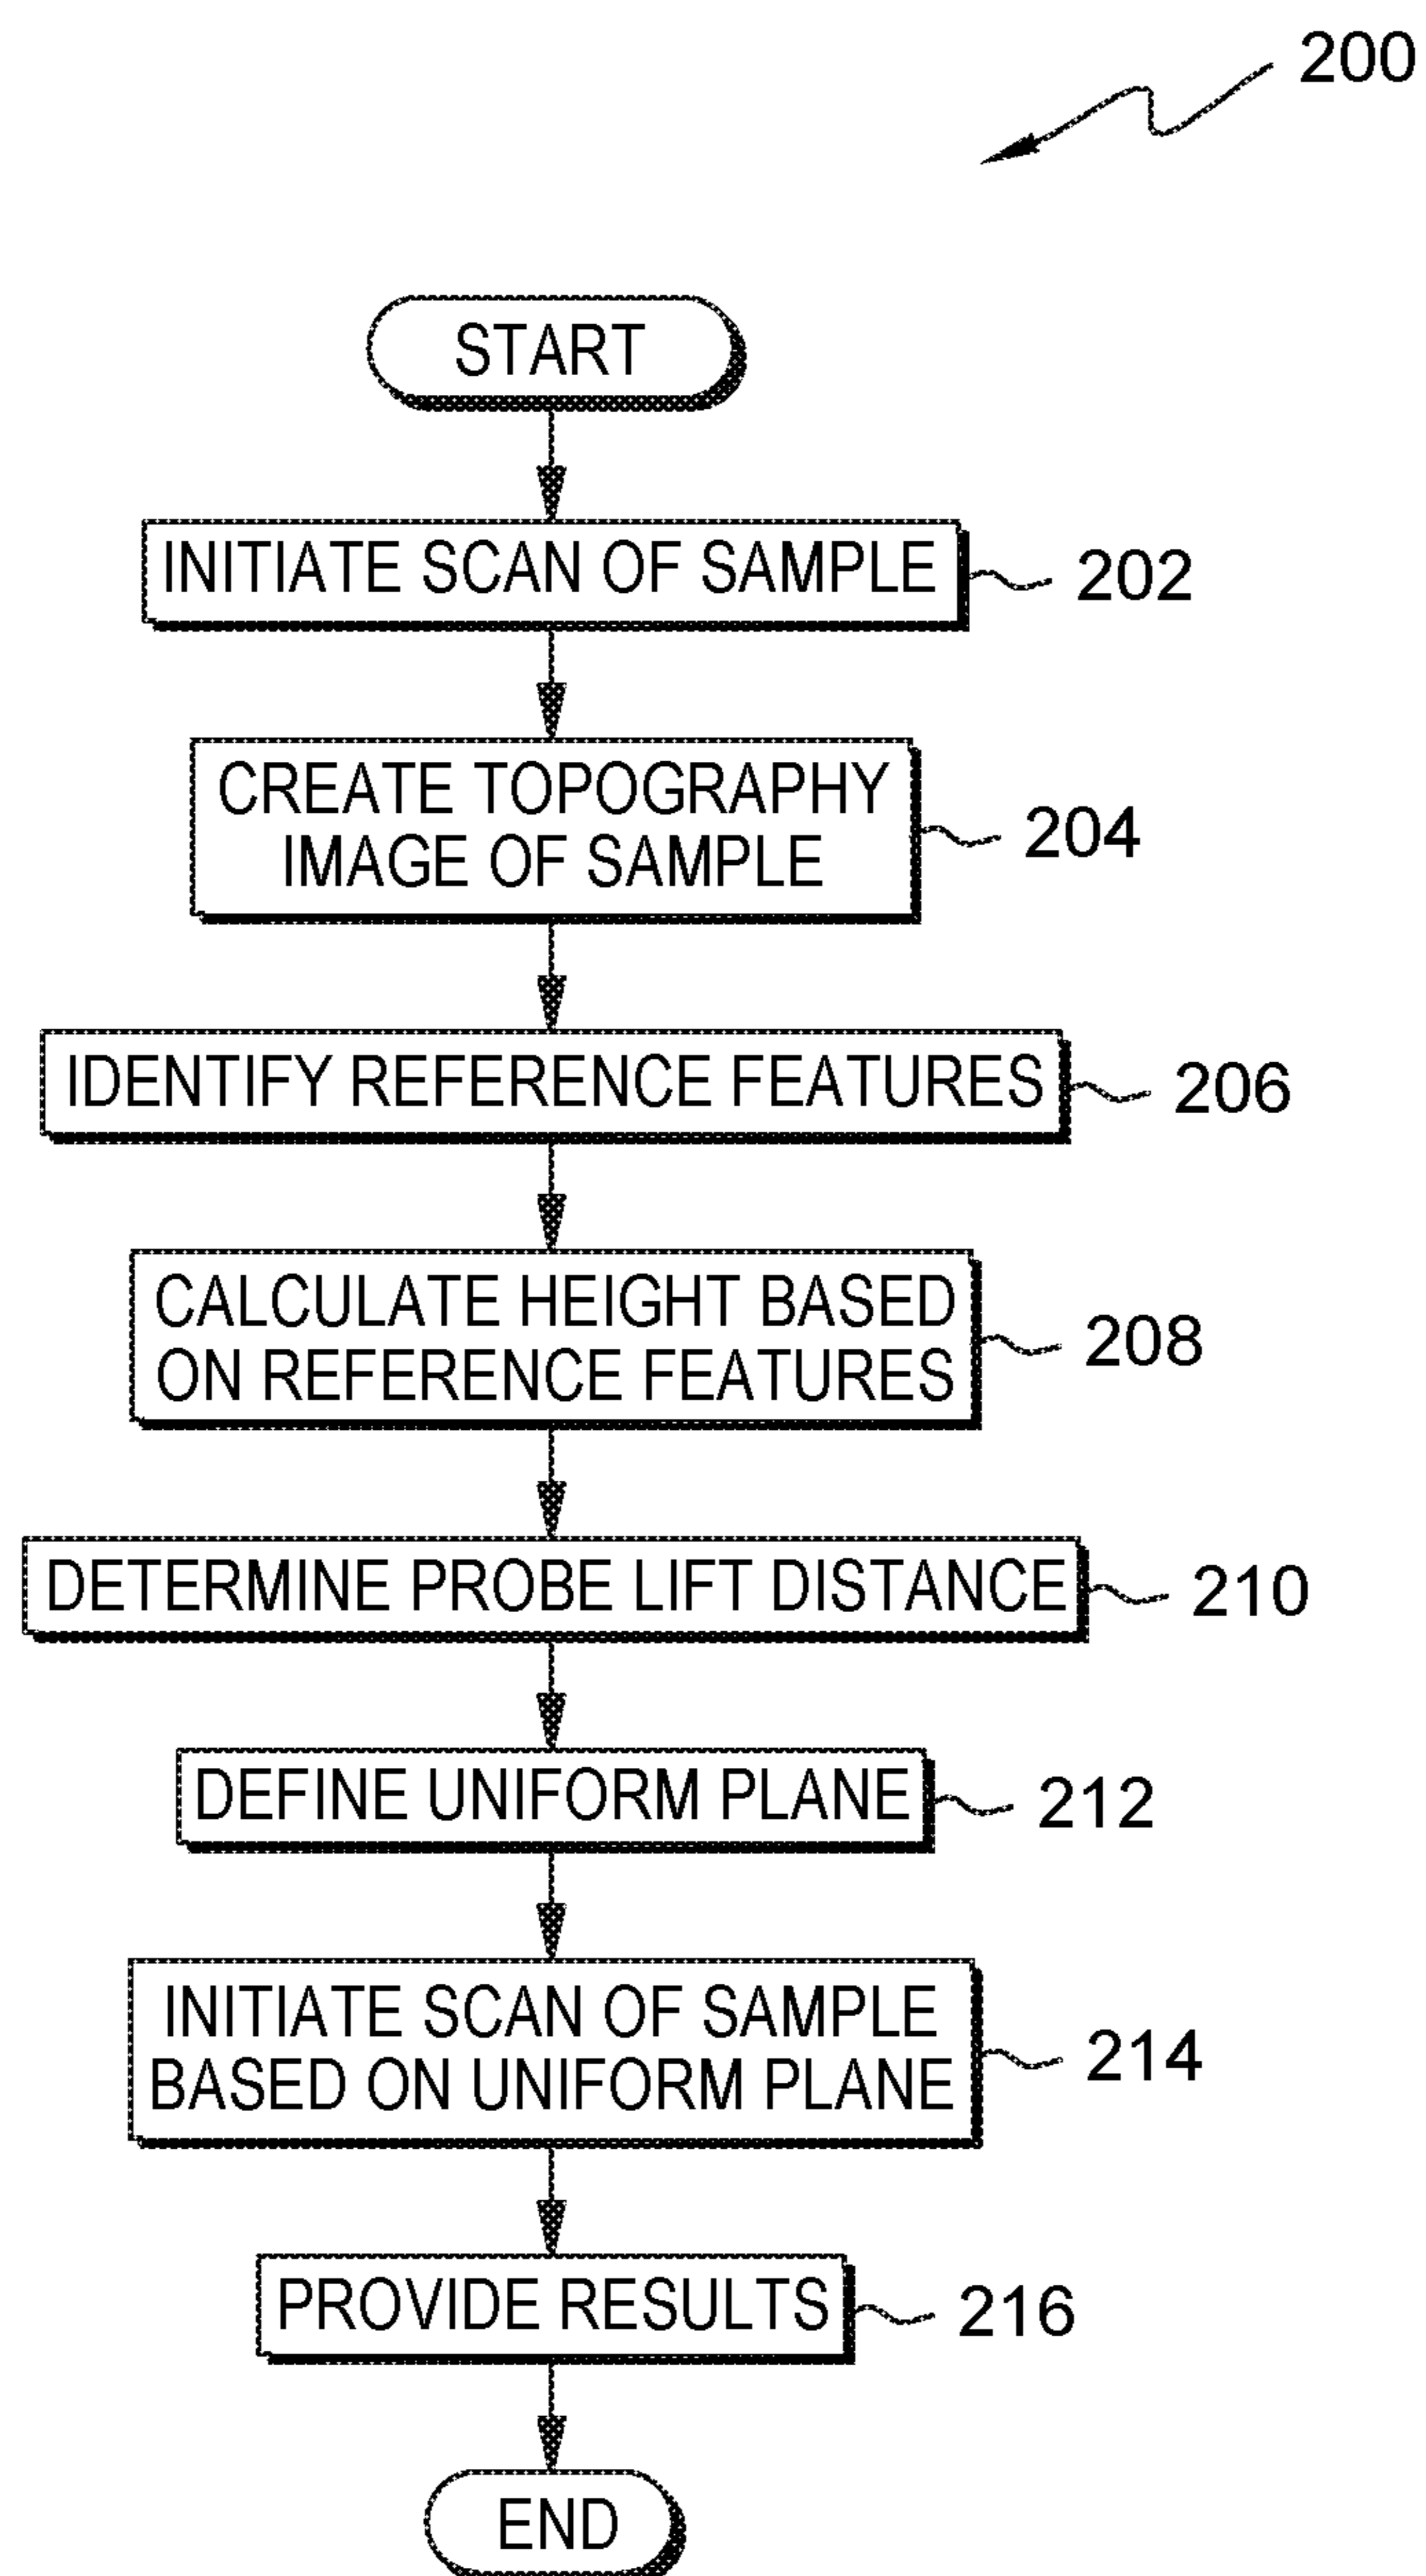 200
START
INITIATE SCAN OF SAMPLE
202
CREATE TOPOGRAPHY
IMAGE OF SAMPLE
204
IDENTIFY REFERENCE FEATURES
206
CALCULATE HEIGHT BASED
ON REFERENCE FEATURES
208
DETERMINE PROBE LIFT DISTANCE
210
DEFINE UNIFORM PLANE
212
INITIATE SCAN OF SAMPLE
BASED ON UNIFORM PLANE
214
PROVIDE RESULTS
216
END